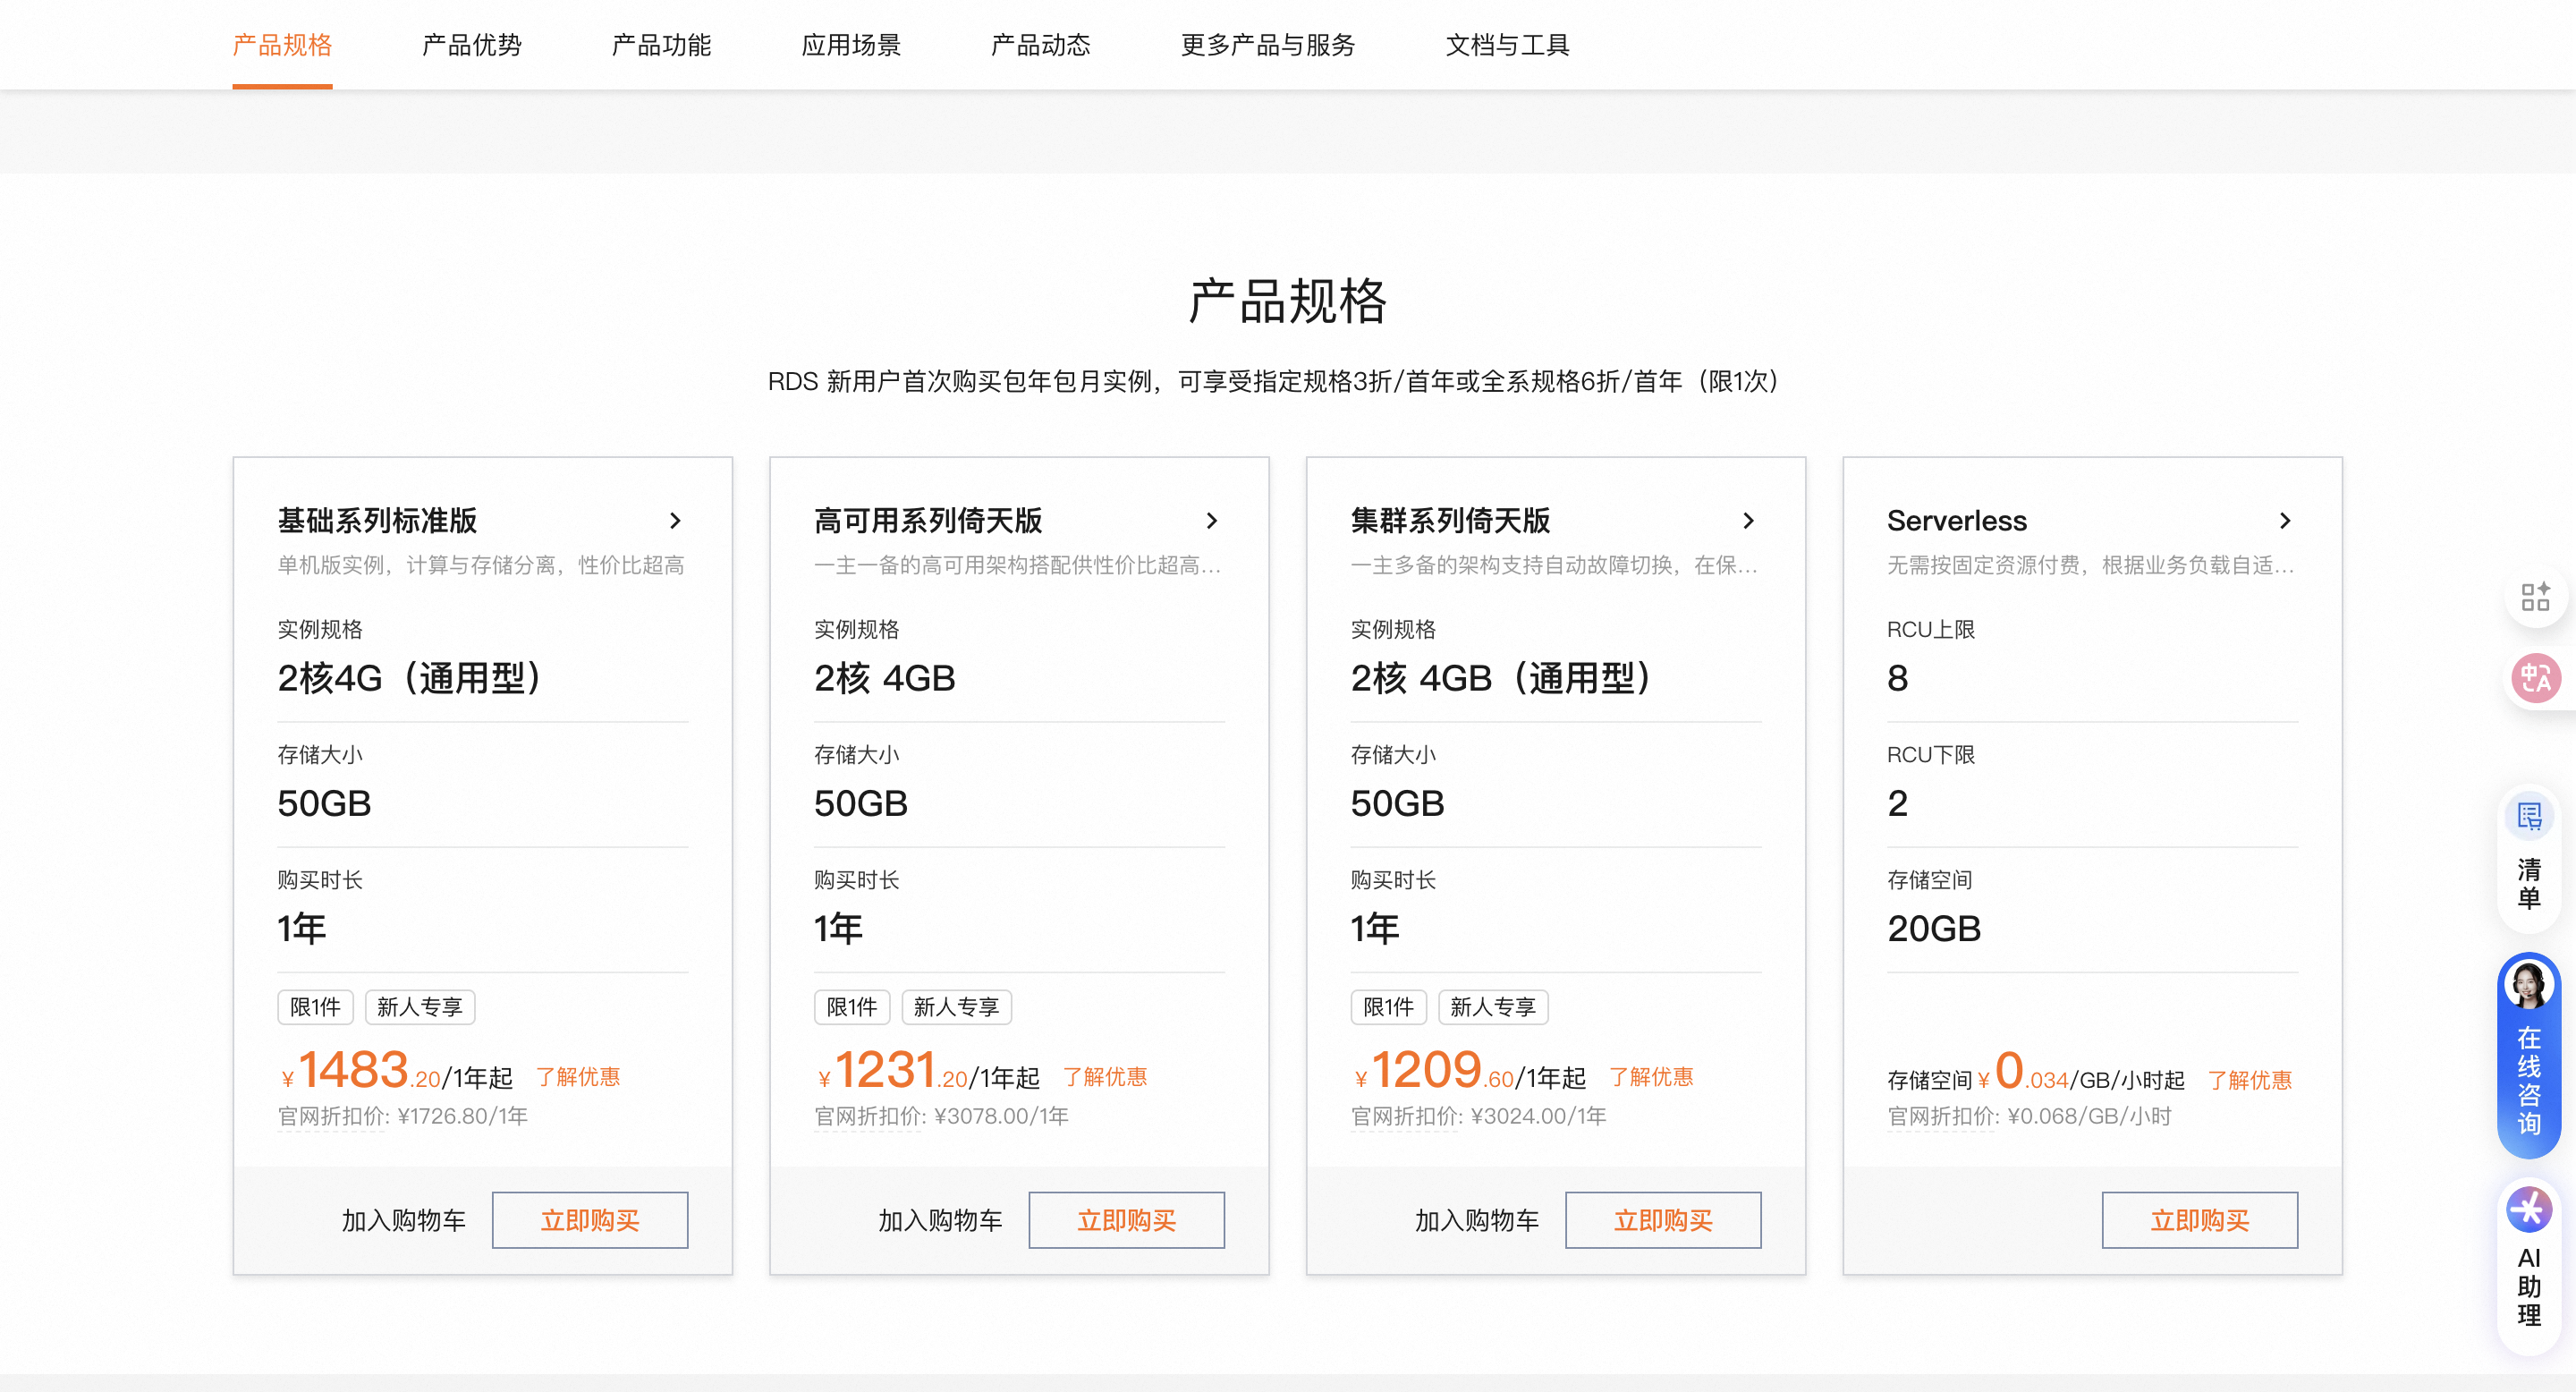 产品规格
产品优势
产品功能
应用场景
产品动态
更多产品与服务
文档与工具
产品规格
RDS 新用户首次购买包年包月实例，可享受指定规格3折/首年或全系规格6折/首年（限1次）
基础系列标准版
单机版实例，计算与存储分离，性价比超高
实例规格
2核4G（通用型）
存储大小
50GB
购买时长
1年
限1件 新人专享
¥1483.20/1年起 了解优惠
官网折扣价: ¥1726.80/1年
加入购物车 立即购买
高可用系列倚天版
一主一备的高可用架构搭配供性价比超高...
实例规格
2核 4GB
存储大小
50GB
购买时长
1年
限1件 新人专享
¥1231.20/1年起 了解优惠
官网折扣价: ¥3078.00/1年
加入购物车 立即购买
集群系列倚天版
一主多备的架构支持自动故障切换，在保...
实例规格
2核 4GB（通用型）
存储大小
50GB
购买时长
1年
限1件 新人专享
¥1209.60/1年起 了解优惠
官网折扣价: ¥3024.00/1年
加入购物车 立即购买
Serverless
无需按固定资源付费，根据业务负载自适...
RCU上限
8
RCU下限
2
存储空间
20GB
存储空间¥0.034/GB/小时起 了解优惠
官网折扣价: ¥0.068/GB/小时
立即购买
中A
清单
在线咨询
AI助理